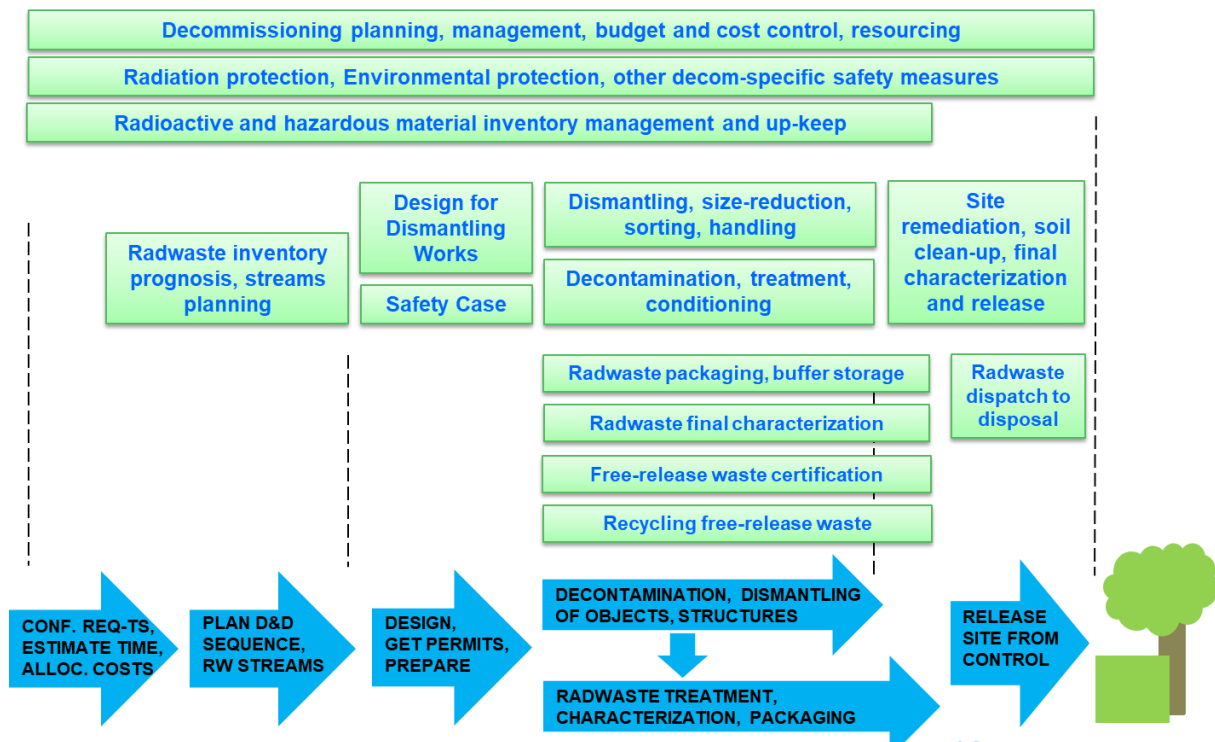 Decommissioning planning, management, budget and cost control, resourcing
Radiation protection, Environmental protection, other decom-specific safety measures
Radioactive and hazardous material inventory management and up-keep
Radwaste inventory
prognosis, streams
planning
Design for
Dismantling
Works
Safety Case
Dismantling, size-reduction,
sorting, handling
Decontamination, treatment,
conditioning
Site
remediation, soil
clean-up, final
characterization
and release
Radwaste packaging, buffer storage
Radwaste final characterization
Free-release waste certification
Recycling free-release waste
Radwaste
dispatch to
disposal
CONF. REQ-TS,
ESTIMATE TIME,
ALLOC. COSTS
PLAN D&D
SEQUENCE,
RW STREAMS
DESIGN,
GET PERMITS,
PREPARE
DECONTAMINATION, DISMANTLING
OF OBJECTS, STRUCTURES
RADWASTE TREATMENT,
CHARACTERIZATION, PACKAGING
RELEASE
SITE FROM
CONTROL